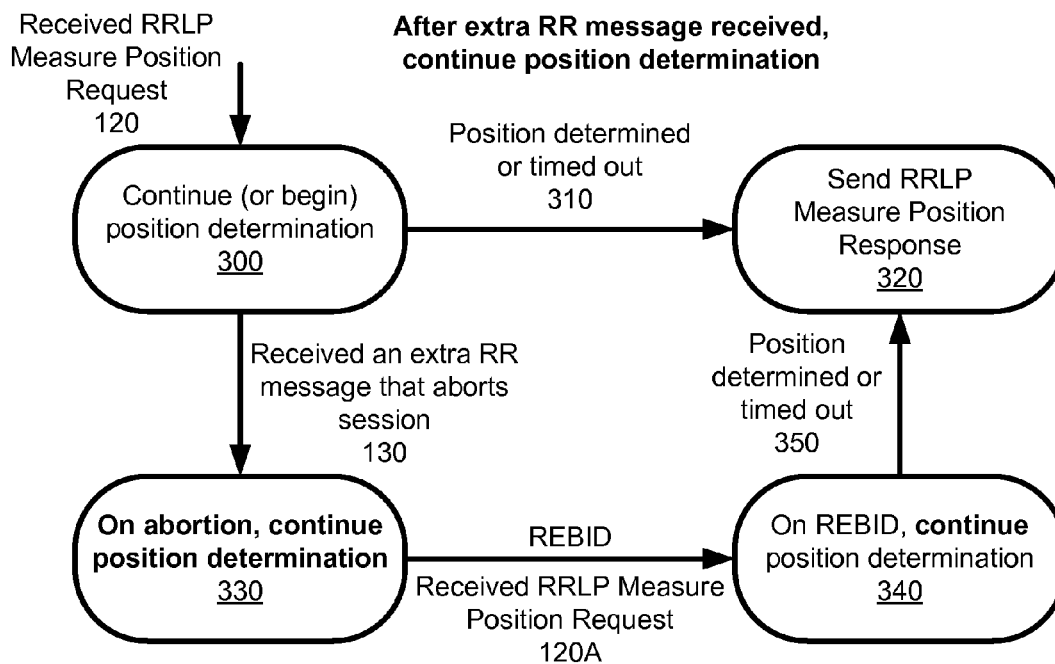 Received RRLP
Measure Position
Request
120
After extra RR message received,
continue position determination
Continue (or begin)
position determination
300
Position determined
or timed out
310
Send RRLP
Measure Position
Response
320
Received an extra RR
message that aborts
session
130
Position
determined or
timed out
350
On abortion, continue
position determination
330
REBID
Received RRLP Measure
Position Request
120A
On REBID, continue
position determination
340